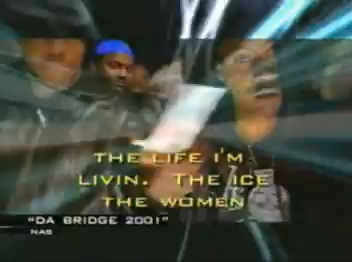 THE LIFE I'M
LIVIN. THE ICE
THE WOMEN
"DA BRIDGE 2001"
NAS